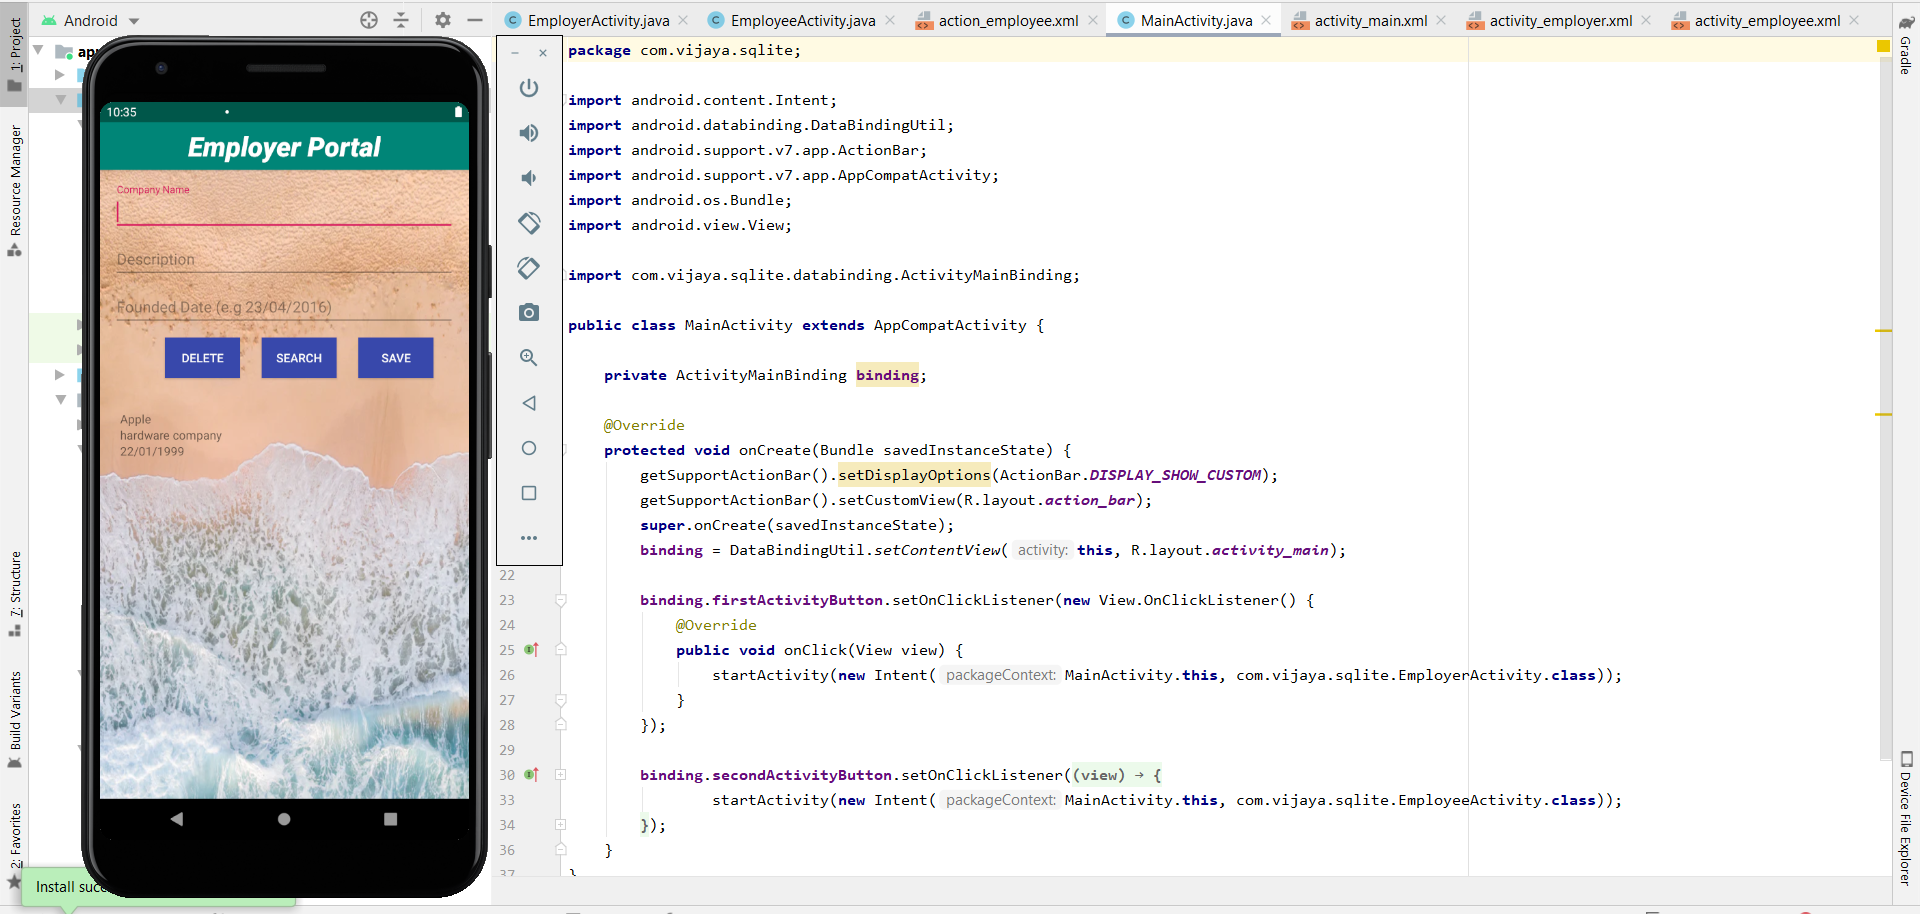 1: Project
Resource Manager
7: Structure
Build Variants
2: Favorites
Android
EmployerActivity.java
EmployeeActivity.java
action_employee.xml
MainActivity.java
activity_main.xml
activity_employer.xml
activity_employee.xml
Gradle
Device File Explorer
10:35
Employer Portal
Company Name
Description
Founded Date (e.g 23/04/2016)
DELETE
SEARCH
SAVE
Apple
hardware company
22/01/1999
Install
package com.vijaya.sqlite;
import android.content.Intent;
import android.databinding.DataBindingUtil;
import android.support.v7.app.ActionBar;
import android.support.v7.app.AppCompatActivity;
import android.os.Bundle;
import android.view.View;
import com.vijaya.sqlite.databinding.ActivityMainBinding;
public class MainActivity extends AppCompatActivity {
private ActivityMainBinding binding;
@Override
protected void onCreate(Bundle savedInstanceState) {
getSupportActionBar().setDisplayOptions(ActionBar.DISPLAY_SHOW_CUSTOM);
getSupportActionBar().setCustomView(R.layout.action_bar);
super.onCreate(savedInstanceState);
binding = DataBindingUtil.setContentView( activity: this, R.layout.activity_main);
22
23 binding.firstActivityButton.setOnClickListener(new View.OnClickListener() {
24 @Override
25 public void onClick(View view) {
26 startActivity(new Intent( packageContext: MainActivity.this, com.vijaya.sqlite.EmployerActivity.class));
27 }
28 });
29
30 binding.secondActivityButton.setOnClickListener((view) → {
33 startActivity(new Intent( packageContext: MainActivity.this, com.vijaya.sqlite.EmployeeActivity.class));
34 });
36 }
37 }